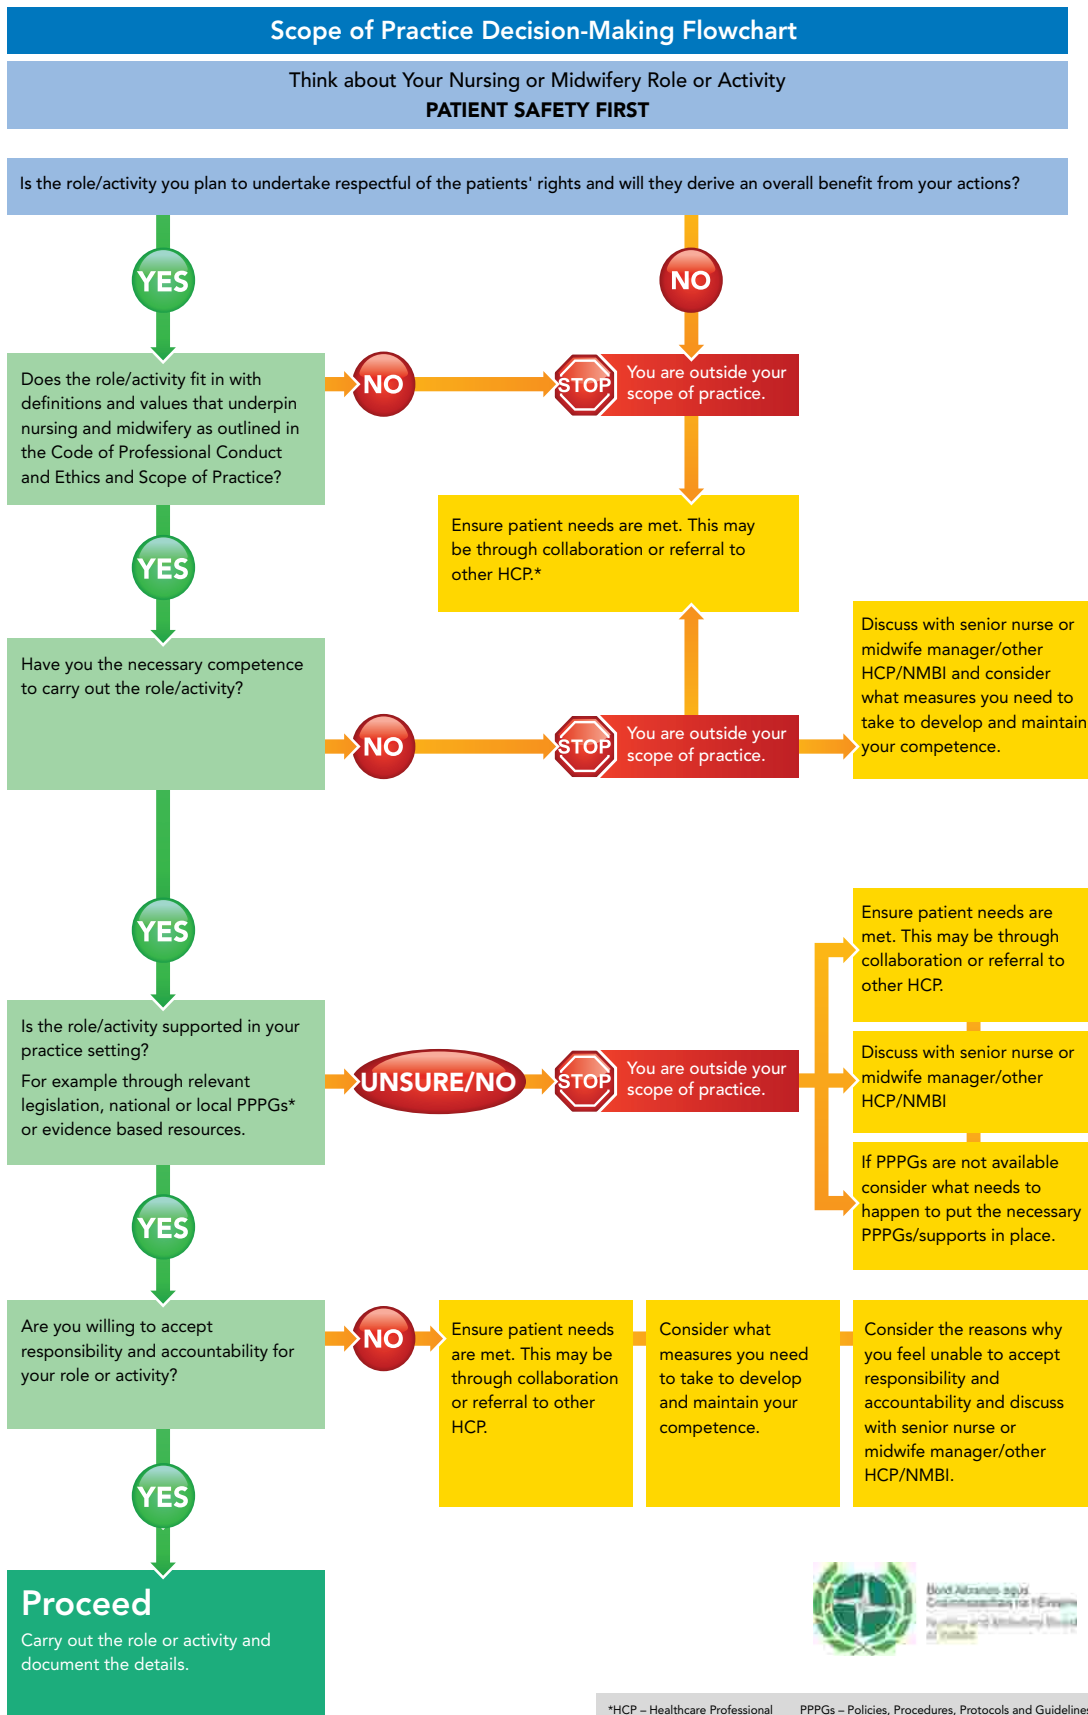 Scope of Practice Decision-Making Flowchart
Think about Your Nursing or Midwifery Role or Activity
PATIENT SAFETY FIRST
Is the role/activity you plan to undertake respectful of the patients' rights and will they derive an overall benefit from your actions?
YES
NO
Does the role/activity fit in with
definitions and values that underpin
nursing and midwifery as outlined in
the Code of Professional Conduct
and Ethics and Scope of Practice?
NO
STOP
You are outside your
scope of practice.
Ensure patient needs are met. This may
be through collaboration or referral to
other HCP.*
YES
Have you the necessary competence
to carry out the role/activity?
NO
STOP
You are outside your
scope of practice.
Discuss with senior nurse or
midwife manager/other
HCP/NMBI and consider
what measures you need to
take to develop and maintain
your competence.
YES
Is the role/activity supported in your
practice setting?
For example through relevant
legislation, national or local PPPGs*
or evidence based resources.
UNSURE/NO
STOP
You are outside your
scope of practice.
Ensure patient needs are
met. This may be through
collaboration or referral to
other HCP.
Discuss with senior nurse or
midwife manager/other
HCP/NMBI
If PPPGs are not available
consider what needs to
happen to put the necessary
PPPGs/supports in place.
YES
Are you willing to accept
responsibility and accountability for
your role or activity?
NO
Ensure patient needs
are met. This may be
through collaboration
or referral to other
HCP.
Consider what
measures you need
to take to develop
and maintain your
competence.
Consider the reasons why
you feel unable to accept
responsibility and
accountability and discuss
with senior nurse or
midwife manager/other
HCP/NMBI.
YES
Proceed
Carry out the role or activity and
document the details.
Bord Altranais agus
Nursing and Midwifery Board
*HCP – Healthcare Professional PPPGs – Policies, Procedures, Protocols and Guidelines